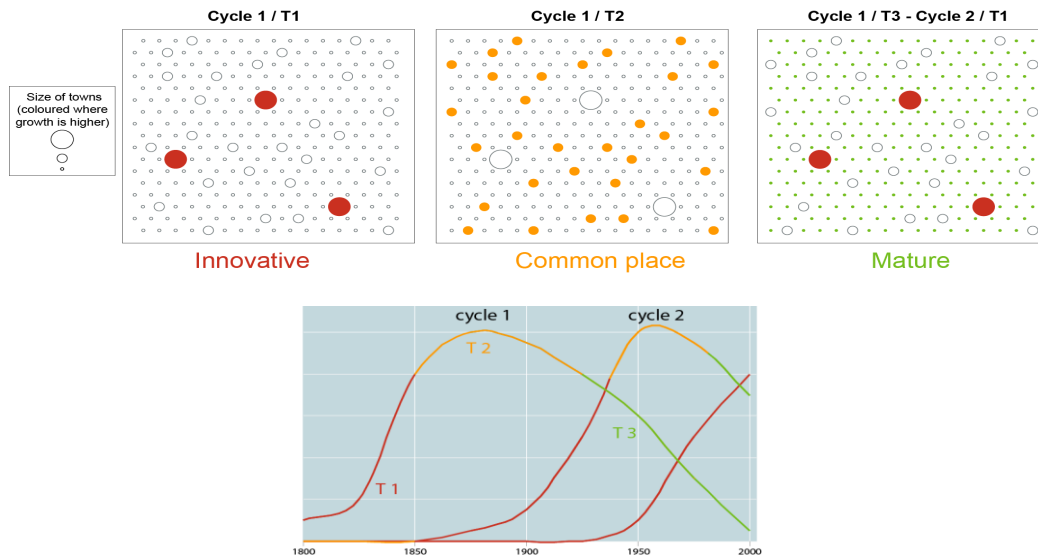 Cycle 1 / T1
Cycle 1 / T2
Cycle 1 / T3 - Cycle 2 / T1
Size of towns
(coloured where
growth is higher)
Innovative
Common place
Mature
cycle 1
cycle 2
T 2
T 3
T 1
1800
1850
1900
1950
2000